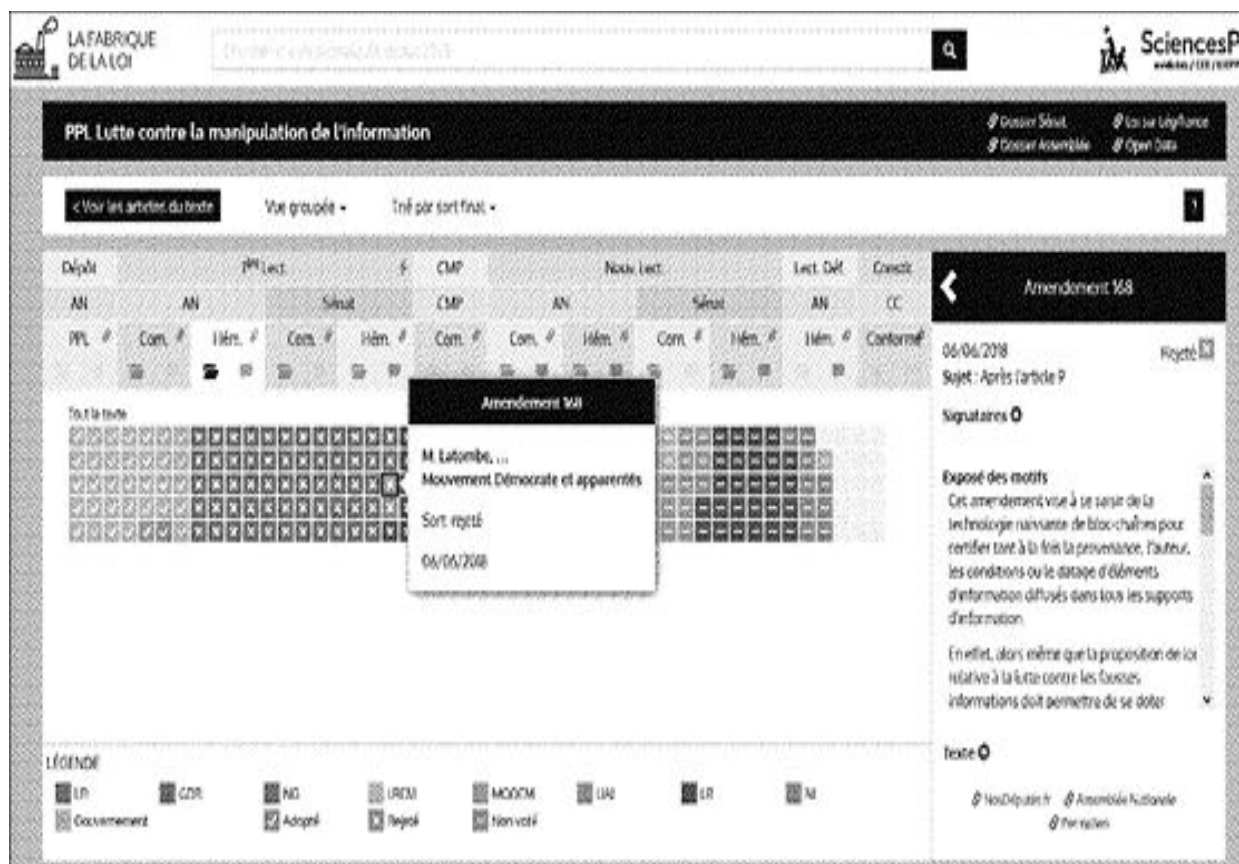 LA FABRIQUE
DE LA LOI
SciencesP
PPL Lutte contre la manipulation de l'information
Dossier Sénat
Loi sur Légifrance
Dossier Assemblée
Open Data
< Voir les articles du texte
Vue groupée
Trié par sort final
?
Dépôt
1ère Lect.
CMP
Nouv. Lect.
Lect. Déf.
Constit.
AN
AN
Sénat
CMP
AN
Sénat
AN
CC
PPL
Com.
Hém.
Com.
Hém.
Com.
Com.
Hém.
Com.
Hém.
Hém.
Conforme
Tout le texte
Amendement 168
M. Latombe, ...
Mouvement Démocrate et apparentés
Sort: rejeté
06/06/2018
Amendement 168
06/06/2018
Rejeté
Sujet : Après l'article 9
Signataires
Exposé des motifs
Cet amendement vise à se saisir de la
technologie naissante de bloc-chaînes pour
certifier tant à la fois la provenance, l'auteur,
les conditions ou le datage d'éléments
d'information diffusés dans tous les supports
d'information.
En effet, alors même que la proposition de loi
relative à la lutte contre les fausses
informations doit permettre de se doter
Texte
NosDéputés.fr
Assemblée Nationale
Permalien
LÉGENDE
GDR
NG
LREM
MODEM
UAI
LR
NI
Gouvernement
Adopté
Rejeté
Non voté